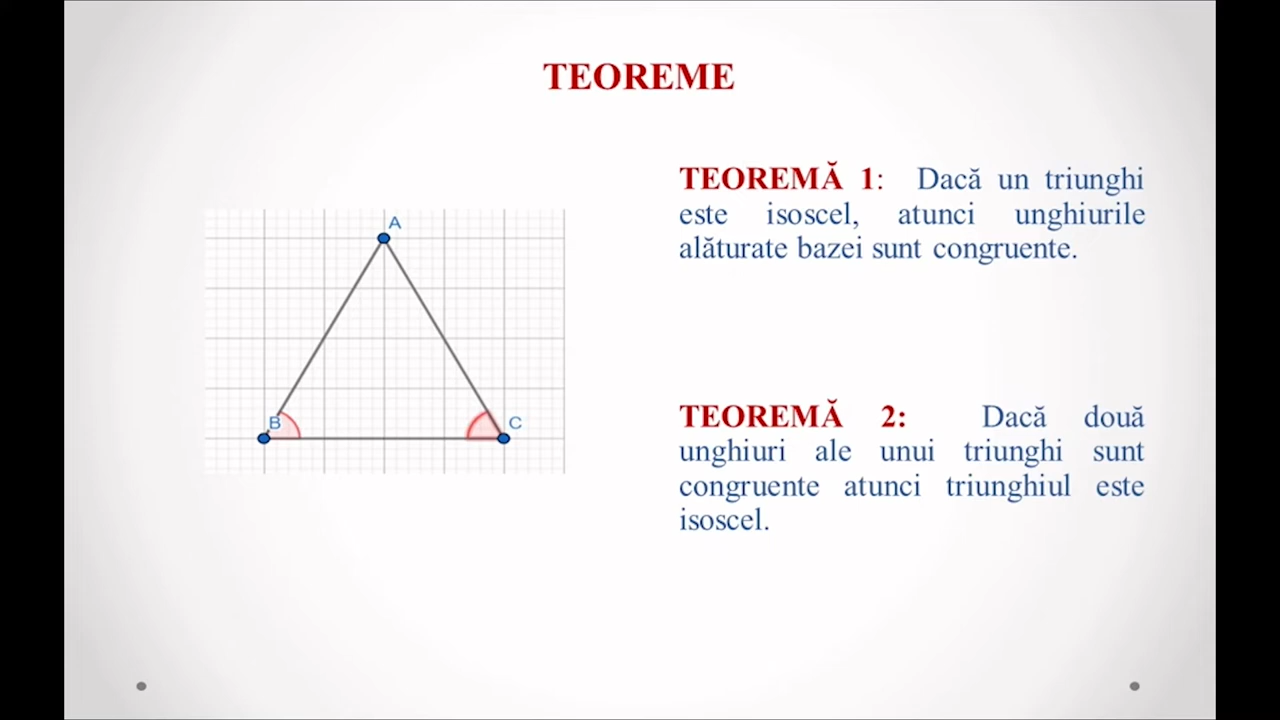 TEOREME
A
B
C
TEOREMĂ 1: Dacă un triunghi
este isoscel, atunci unghiurile
alăturate bazei sunt congruente.
TEOREMĂ 2: Dacă două
unghiuri ale unui triunghi sunt
congruente atunci triunghiul este
isoscel.